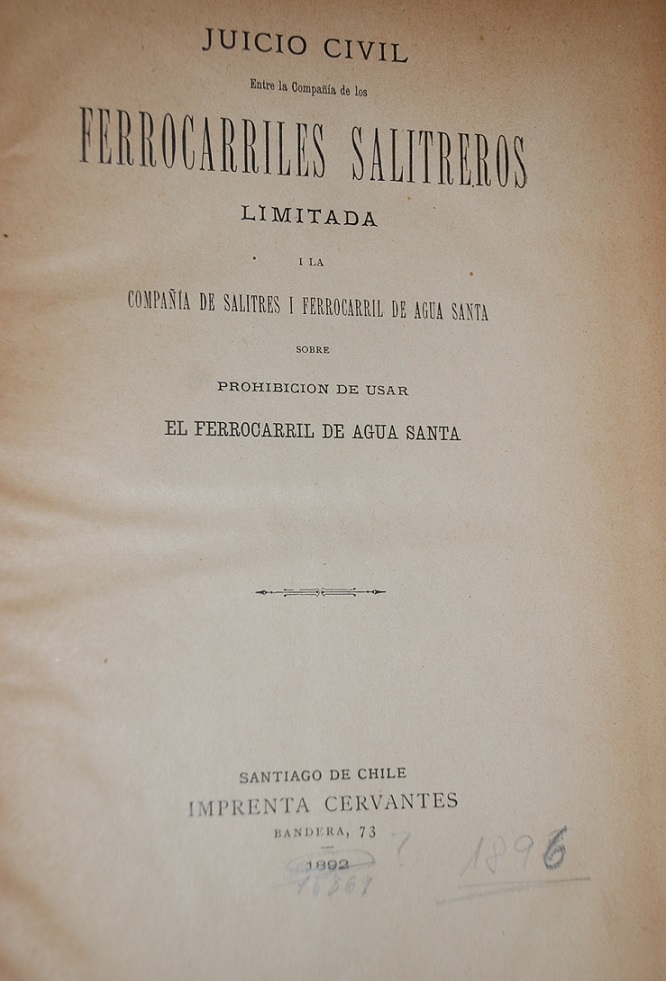 JUICIO CIVIL
Entre la Compañía de los
FERROCARRILES SALITREROS
LIMITADA
I LA
COMPAÑÍA DE SALITRES I FERROCARRIL DE AGUA SANTA
SOBRE
PROHIBICION DE USAR
EL FERROCARRIL DE AGUA SANTA
SANTIAGO DE CHILE
IMPRENTA CERVANTES
BANDERA, 73
1892 ?
1896